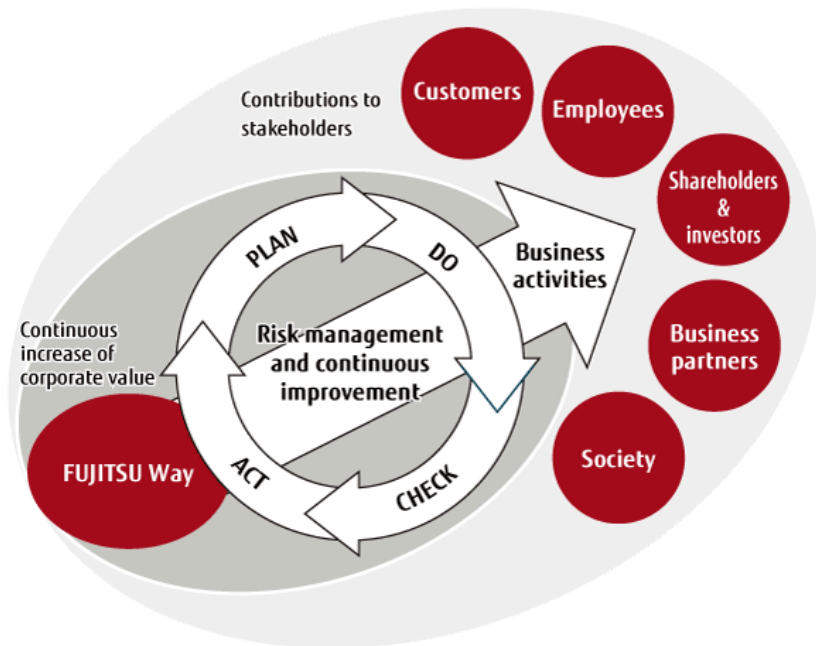 Contributions to
stakeholders
Customers
Employees
Shareholders
&
investors
Business
partners
Society
Business
activities
PLAN
DO
CHECK
ACT
Risk management
and continuous
improvement
Continuous
increase of
corporate value
FUJITSU Way